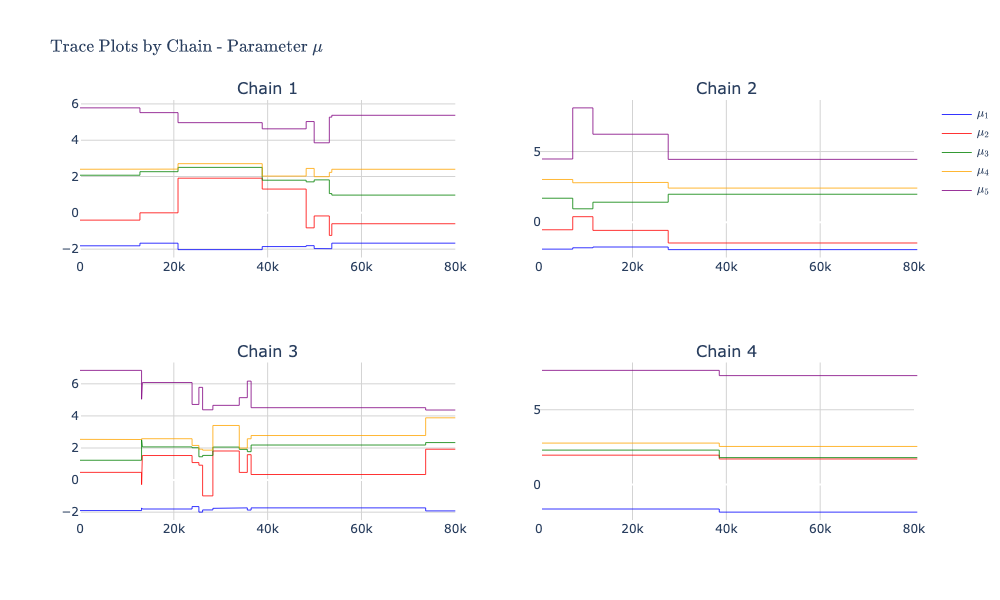 Trace Plots by Chain - Parameter μ
Chain 1
6
4
2
0
−2
0 20k 40k 60k 80k
Chain 2
5
0
0 20k 40k 60k 80k
μ₁
μ₂
μ₃
μ₄
μ₅
Chain 3
6
4
2
0
−2
0 20k 40k 60k 80k
Chain 4
5
0
0 20k 40k 60k 80k